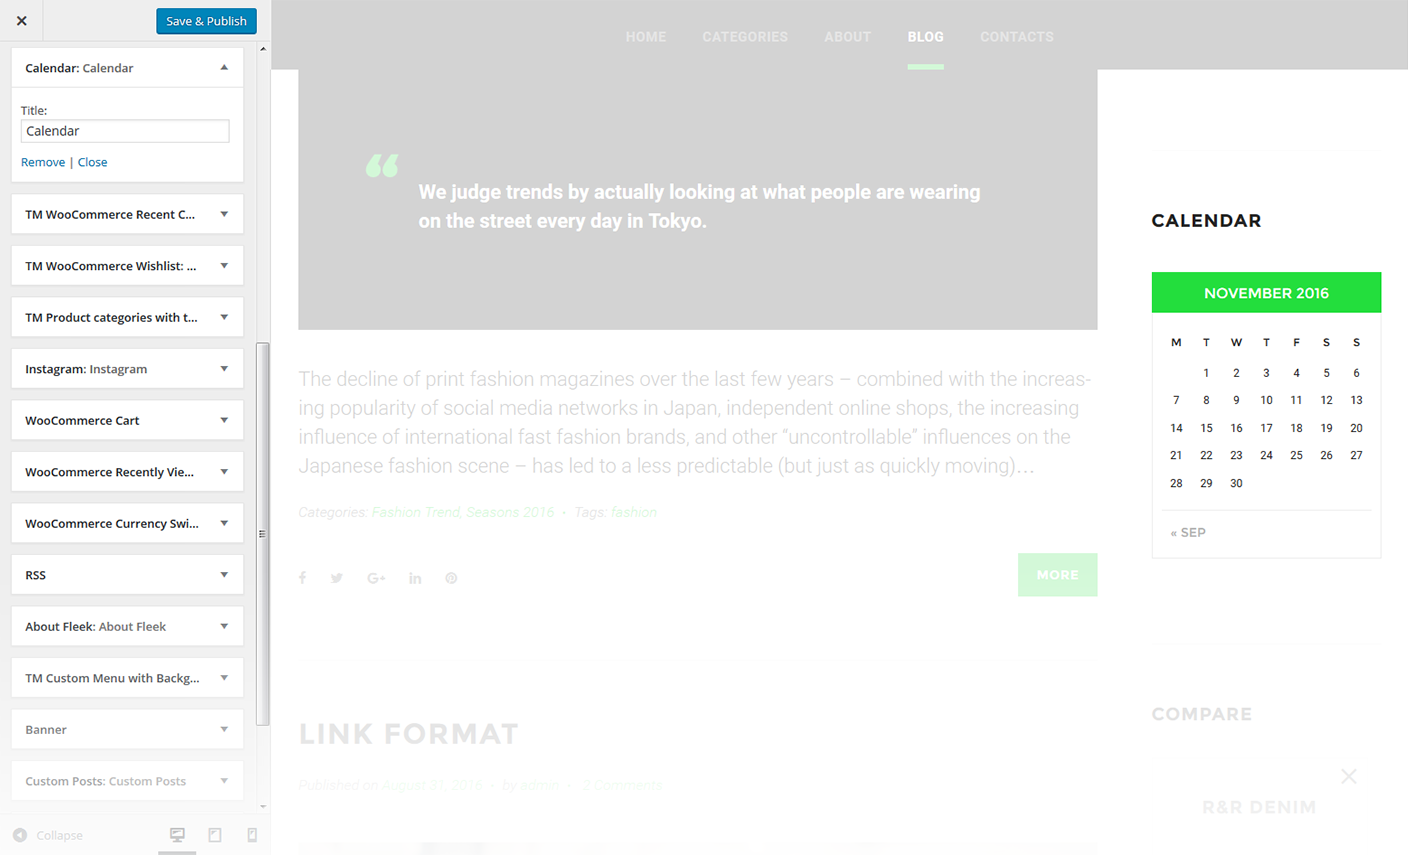 Save & Publish
Calendar: Calendar
Title:
Calendar
Remove | Close
TM WooCommerce Recent C...
TM WooCommerce Wishlist: ...
TM Product categories with t...
Instagram: Instagram
WooCommerce Cart
WooCommerce Recently Vie...
WooCommerce Currency Swi...
RSS
About Fleek: About Fleek
TM Custom Menu with Backg...
Banner
Custom Posts: Custom Posts
Collapse
HOME CATEGORIES ABOUT BLOG CONTACTS
“
We judge trends by actually looking at what people are wearing
on the street every day in Tokyo.
The decline of print fashion magazines over the last few years – combined with the increas-
ing popularity of social media networks in Japan, independent online shops, the increasing
influence of international fast fashion brands, and other “uncontrollable” influences on the
Japanese fashion scene – has led to a less predictable (but just as quickly moving)…
Categories: Fashion Trend, Seasons 2016 · Tags: fashion
MORE
LINK FORMAT
Published on August 31, 2016 · by admin · 2 Comments
CALENDAR
NOVEMBER 2016
M T W T F S S
1 2 3 4 5 6
7 8 9 10 11 12 13
14 15 16 17 18 19 20
21 22 23 24 25 26 27
28 29 30
« SEP
COMPARE
R&R DENIM